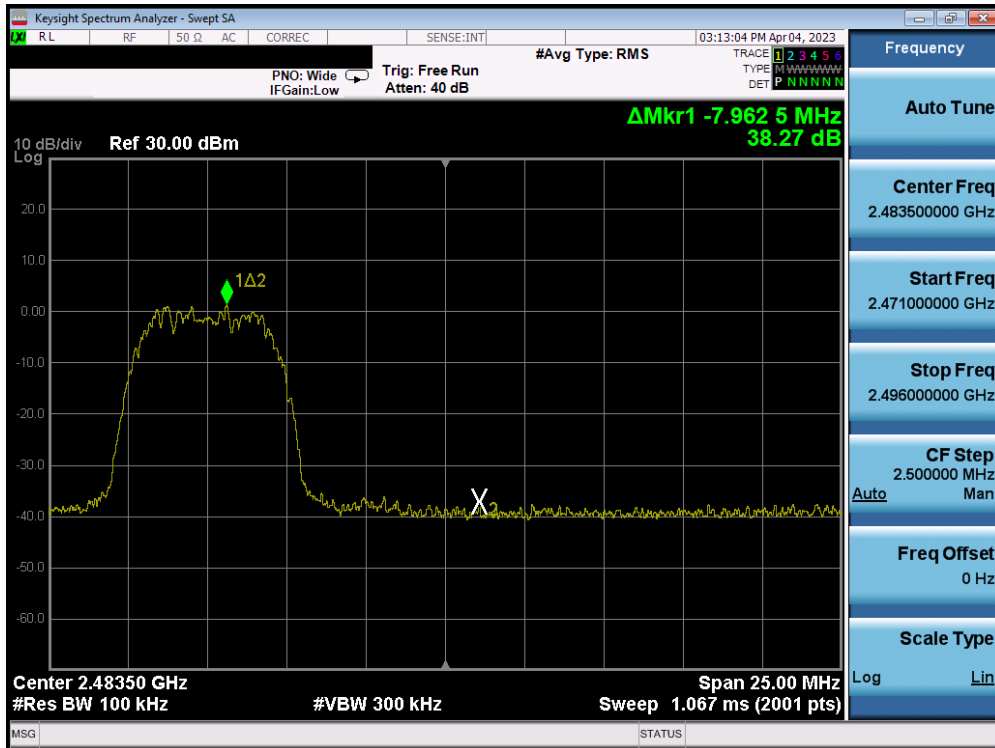 Keysight Spectrum Analyzer - Swept SA
LXI RL RF 50 Ω AC CORREC SENSE:INT 03:13:04 PM Apr 04, 2023
#Avg Type: RMS
TRACE 1 2 3 4 5 6
TYPE M WWWWW
DET P N N N N N
PNO: Wide
IFGain:Low
Trig: Free Run
Atten: 40 dB
ΔMkr1 -7.962 5 MHz
38.27 dB
10 dB/div
Log
Ref 30.00 dBm
20.0
10.0
0.00
-10.0
-20.0
-30.0
-40.0
-50.0
-60.0
1Δ2
X2
Center 2.48350 GHz
Span 25.00 MHz
#Res BW 100 kHz
#VBW 300 kHz
Sweep 1.067 ms (2001 pts)
MSG
STATUS
Frequency
Auto Tune
Center Freq
2.483500000 GHz
Start Freq
2.471000000 GHz
Stop Freq
2.496000000 GHz
CF Step
2.500000 MHz
Auto Man
Freq Offset
0 Hz
Scale Type
Log Lin